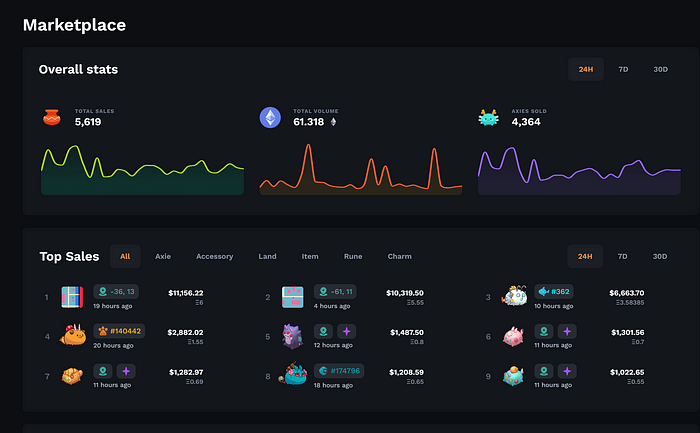 Marketplace
Overall stats
24H 7D 30D
TOTAL SALES
5,619
TOTAL VOLUME
61.318
AXIES SOLD
4,364
Top Sales All Axie Accessory Land Item Rune Charm 24H 7D 30D
1 -36, 13 $11,156.22
19 hours ago Ξ6
2 -61, 11 $10,319.50
4 hours ago Ξ5.55
3 #362 $6,663.70
10 hours ago Ξ3.58385
4 #140442 $2,882.02
20 hours ago Ξ1.55
5 $1,487.50
12 hours ago Ξ0.8
6 $1,301.56
11 hours ago Ξ0.7
7 $1,282.97
11 hours ago Ξ0.69
8 #174796 $1,208.59
18 hours ago Ξ0.65
9 $1,022.65
11 hours ago Ξ0.55